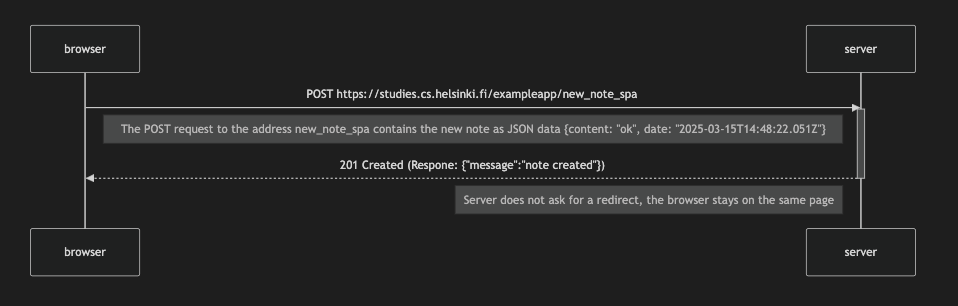 browser
server
POST https://studies.cs.helsinki.fi/exampleapp/new_note_spa
The POST request to the address new_note_spa contains the new note as JSON data {content: "ok", date: "2025-03-15T14:48:22.051Z"}
201 Created (Respone: {"message":"note created"})
Server does not ask for a redirect, the browser stays on the same page
browser
server